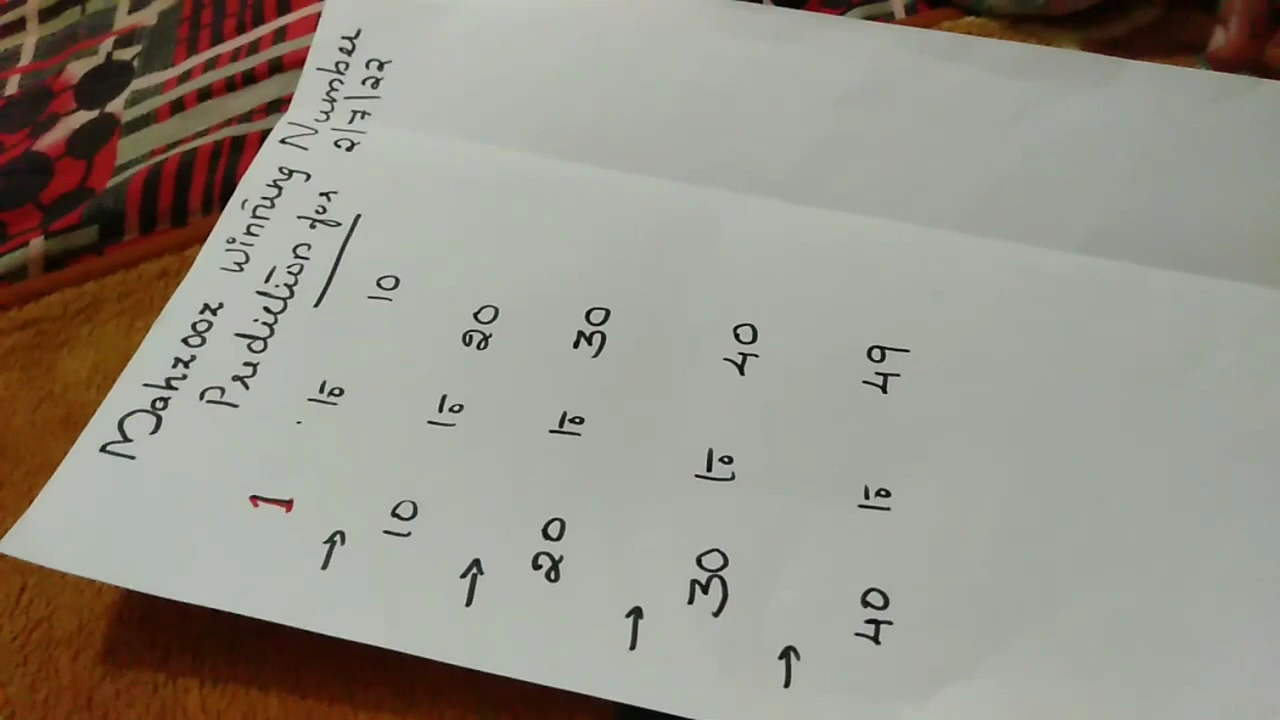 Mahzooz Winning Number
Prediction for 2/7/22
1 to 10
→ 10 to 20
→ 20 to 30
→ 30 to 40
→ 40 to 49